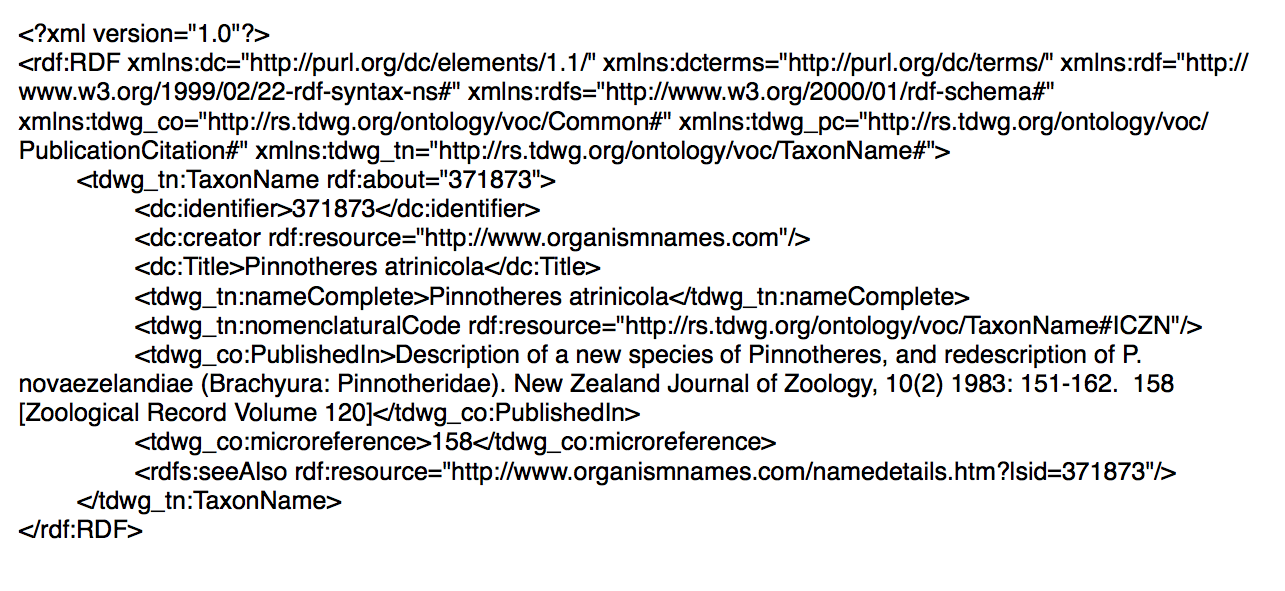 <?xml version="1.0"?>
<rdf:RDF xmlns:dc="http://purl.org/dc/elements/1.1/" xmlns:dcterms="http://purl.org/dc/terms/" xmlns:rdf="http://
www.w3.org/1999/02/22-rdf-syntax-ns#" xmlns:rdfs="http://www.w3.org/2000/01/rdf-schema#"
xmlns:tdwg_co="http://rs.tdwg.org/ontology/voc/Common#" xmlns:tdwg_pc="http://rs.tdwg.org/ontology/voc/
PublicationCitation#" xmlns:tdwg_tn="http://rs.tdwg.org/ontology/voc/TaxonName#">
<tdwg_tn:TaxonName rdf:about="371873">
<dc:identifier>371873</dc:identifier>
<dc:creator rdf:resource="http://www.organismnames.com"/>
<dc:Title>Pinnotheres atrinicola</dc:Title>
<tdwg_tn:nameComplete>Pinnotheres atrinicola</tdwg_tn:nameComplete>
<tdwg_tn:nomenclaturalCode rdf:resource="http://rs.tdwg.org/ontology/voc/TaxonName#ICZN"/>
<tdwg_co:PublishedIn>Description of a new species of Pinnotheres, and redescription of P.
novaezelandiae (Brachyura: Pinnotheridae). New Zealand Journal of Zoology, 10(2) 1983: 151-162.  158
[Zoological Record Volume 120]</tdwg_co:PublishedIn>
<tdwg_co:microreference>158</tdwg_co:microreference>
<rdfs:seeAlso rdf:resource="http://www.organismnames.com/namedetails.htm?lsid=371873"/>
</tdwg_tn:TaxonName>
</rdf:RDF>